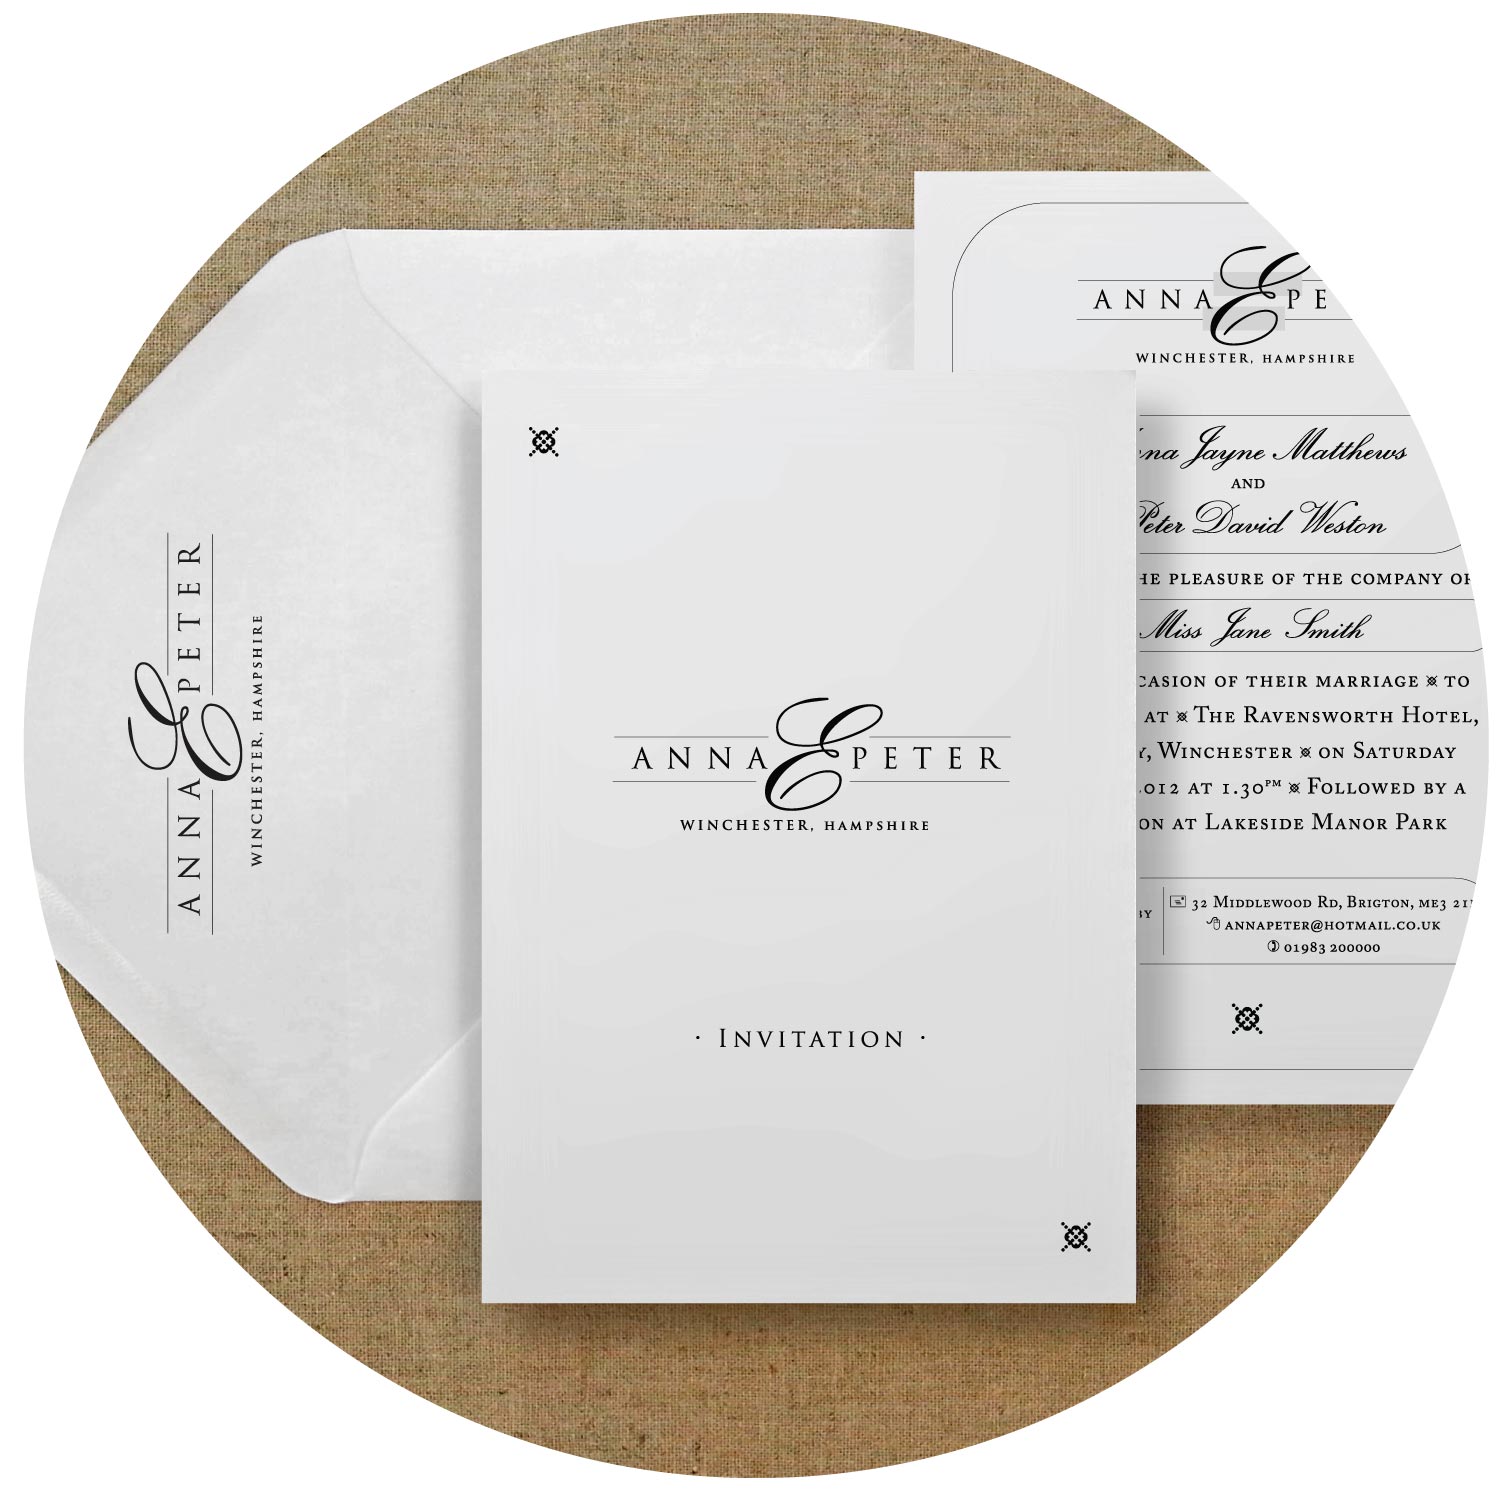 ANNA & PETER
WINCHESTER, HAMPSHIRE
ANNA & PETER
WINCHESTER, HAMPSHIRE
· INVITATION ·
ANNA & PE
WINCHESTER, HAMPSHIRE
Jayne Matthews
AND
Peter David Weston
THE PLEASURE OF THE COMPANY OF
Miss Jane Smith
OF THEIR MARRIAGE TO
AT THE RAVENSWORTH HOTEL,
WINCHESTER ON SATURDAY
2012 AT 1.30PM FOLLOWED BY A
AT LAKESIDE MANOR PARK
32 MIDDLEWOOD RD, BRIGTON, ME3
ANNAPETER@HOTMAIL.CO.UK
01983 200000